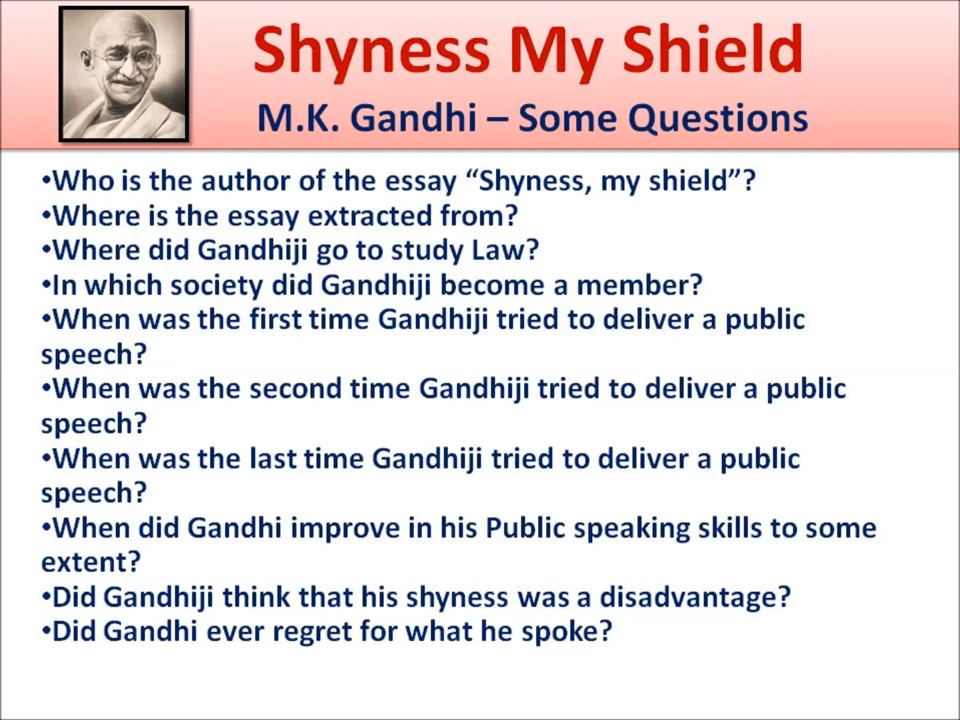 Shyness My Shield
M.K. Gandhi – Some Questions
•Who is the author of the essay “Shyness, my shield”?
•Where is the essay extracted from?
•Where did Gandhiji go to study Law?
•In which society did Gandhiji become a member?
•When was the first time Gandhiji tried to deliver a public
speech?
•When was the second time Gandhiji tried to deliver a public
speech?
•When was the last time Gandhiji tried to deliver a public
speech?
•When did Gandhi improve in his Public speaking skills to some
extent?
•Did Gandhiji think that his shyness was a disadvantage?
•Did Gandhi ever regret for what he spoke?